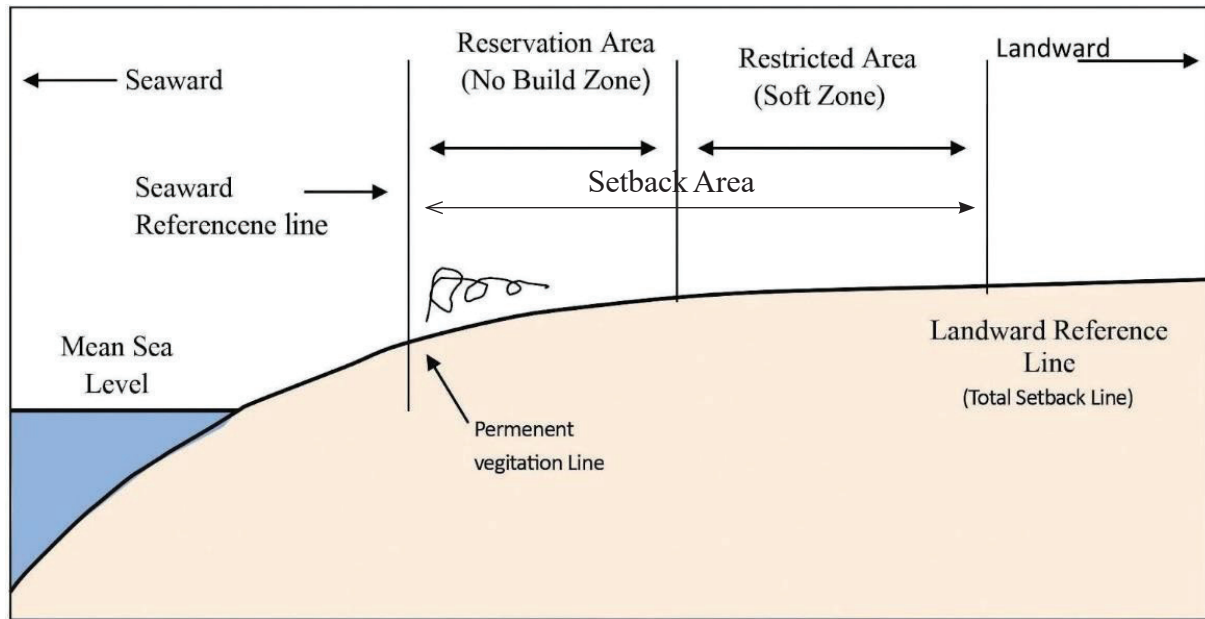 Seaward
Reservation Area
(No Build Zone)
Restricted Area
(Soft Zone)
Landward
Seaward
Referencene line
Setback Area
Mean Sea
Level
Permenent
vegitation Line
Landward Reference
Line
(Total Setback Line)